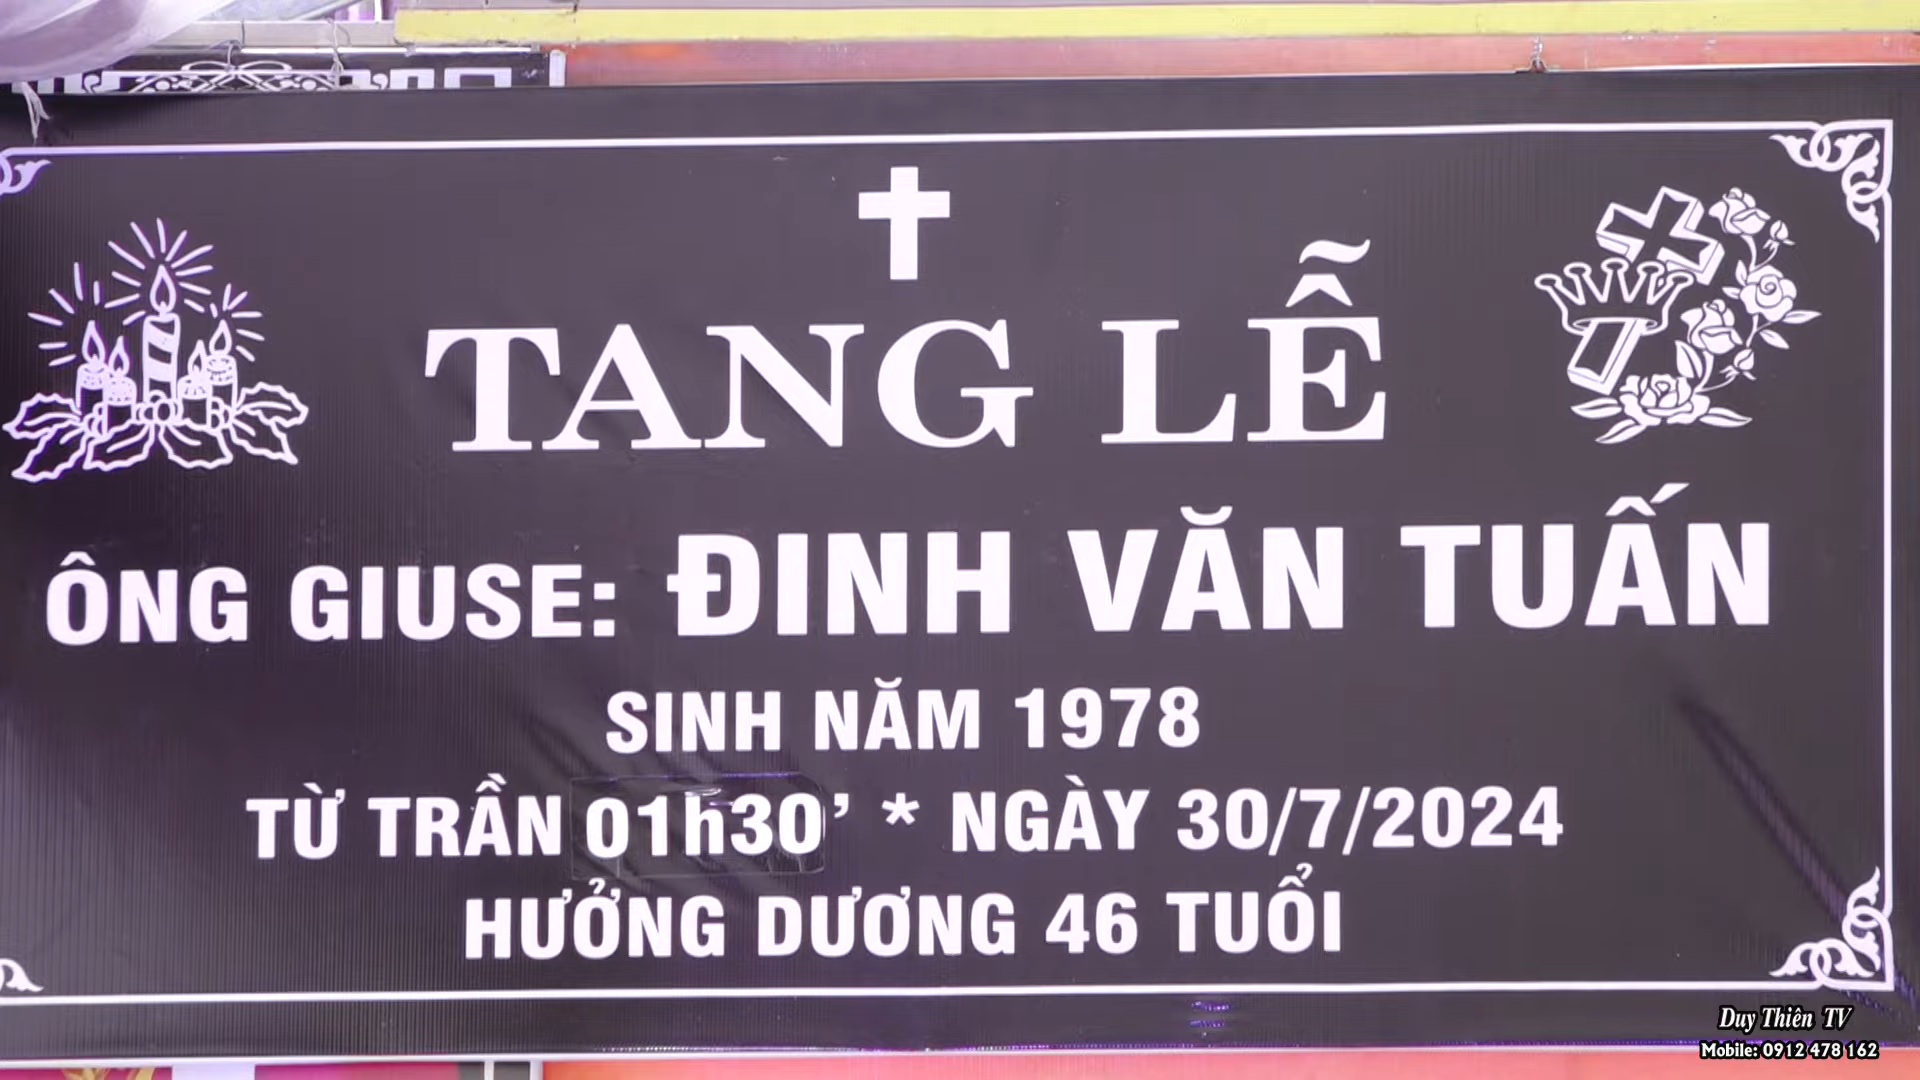 TANG LỄ
ÔNG GIUSE: ĐINH VĂN TUẤN
SINH NĂM 1978
TỪ TRẦN 01h30’ * NGÀY 30/7/2024
HƯỞNG DƯƠNG 46 TUỔI
Duy Thiên TV
Mobile: 0912 478 162